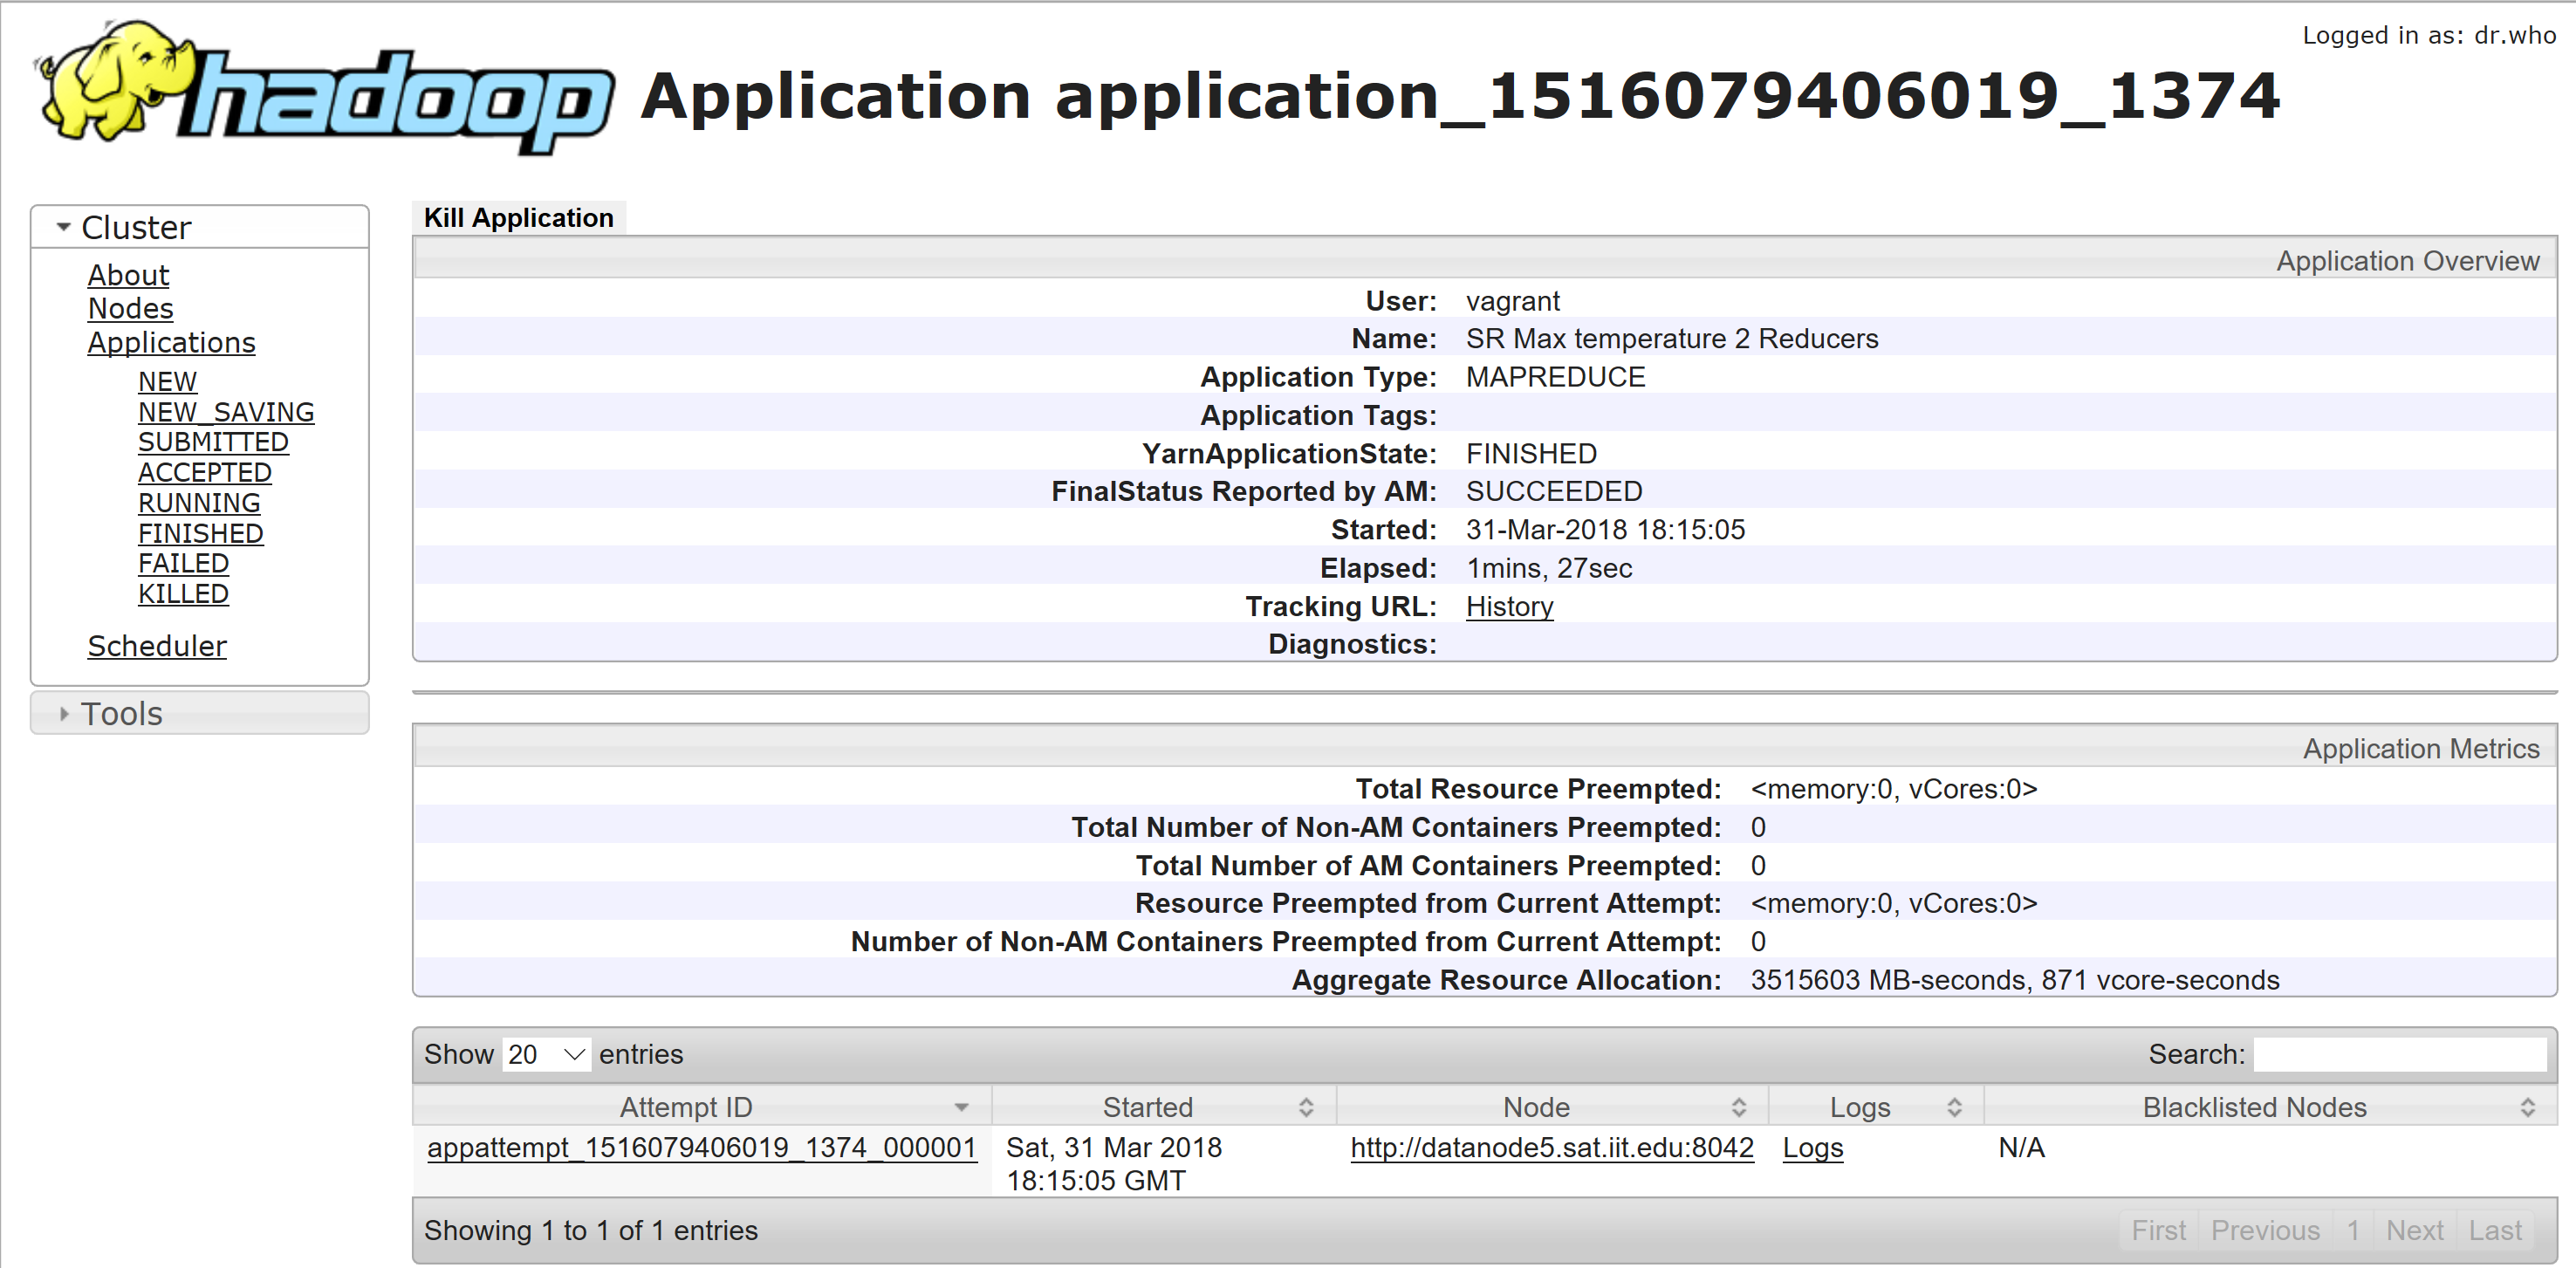 Logged in as: dr.who
hadoop
Application application_1516079406019_1374
Cluster
About
Nodes
Applications
NEW
NEW_SAVING
SUBMITTED
ACCEPTED
RUNNING
FINISHED
FAILED
KILLED
Scheduler
Tools
Kill Application
Application Overview
User: vagrant
Name: SR Max temperature 2 Reducers
Application Type: MAPREDUCE
Application Tags:
YarnApplicationState: FINISHED
FinalStatus Reported by AM: SUCCEEDED
Started: 31-Mar-2018 18:15:05
Elapsed: 1mins, 27sec
Tracking URL: History
Diagnostics:
Application Metrics
Total Resource Preempted: <memory:0, vCores:0>
Total Number of Non-AM Containers Preempted: 0
Total Number of AM Containers Preempted: 0
Resource Preempted from Current Attempt: <memory:0, vCores:0>
Number of Non-AM Containers Preempted from Current Attempt: 0
Aggregate Resource Allocation: 3515603 MB-seconds, 871 vcore-seconds
Show 20 entries Search:
Attempt ID Started Node Logs Blacklisted Nodes
appattempt_1516079406019_1374_000001 Sat, 31 Mar 2018 http://datanode5.sat.iit.edu:8042 Logs N/A
18:15:05 GMT
Showing 1 to 1 of 1 entries First Previous 1 Next Last